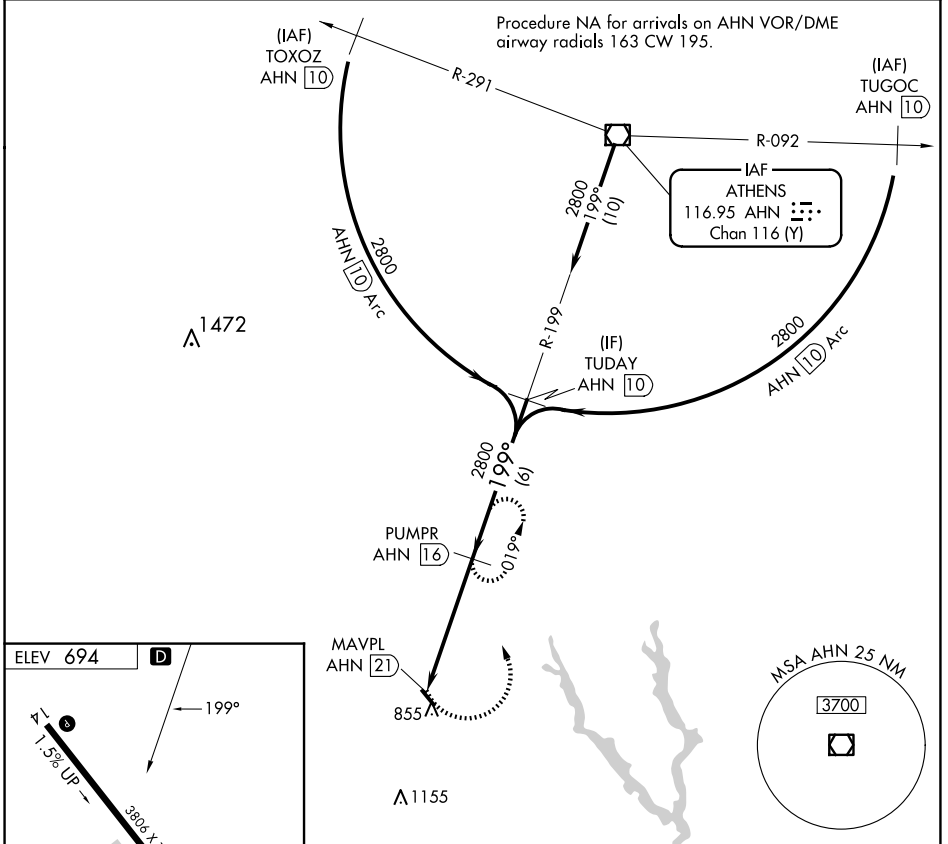 Procedure NA for arrivals on AHN VOR/DME
airway radials 163 CW 195.
(IAF)
TOXOZ
AHN 10
R-291
(IAF)
TUGOC
AHN 10
R-092
IAF
ATHENS
116.95 AHN
Chan 116 (Y)
2800
199°
(10)
2800
AHN 10 Arc
R-199
2800
AHN 10 Arc
1472
(IF)
TUDAY
AHN 10
2800
199°
(6)
PUMPR
AHN 16
019°
MAVPL
AHN 21
855
1155
MSA AHN 25 NM
3700
ELEV 694
D
199°
14
P
1.5% UP
3806 X